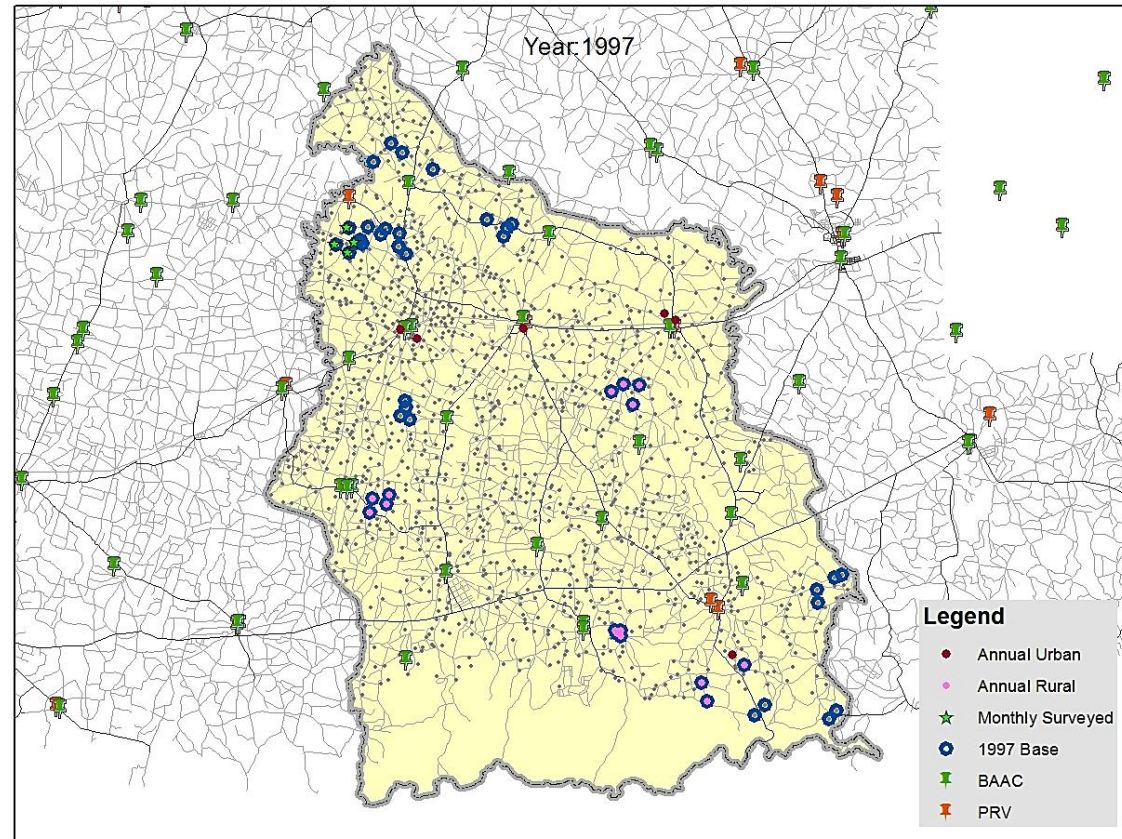 Year:1997
Legend
Annual Urban
Annual Rural
Monthly Surveyed
1997 Base
BAAC
PRV